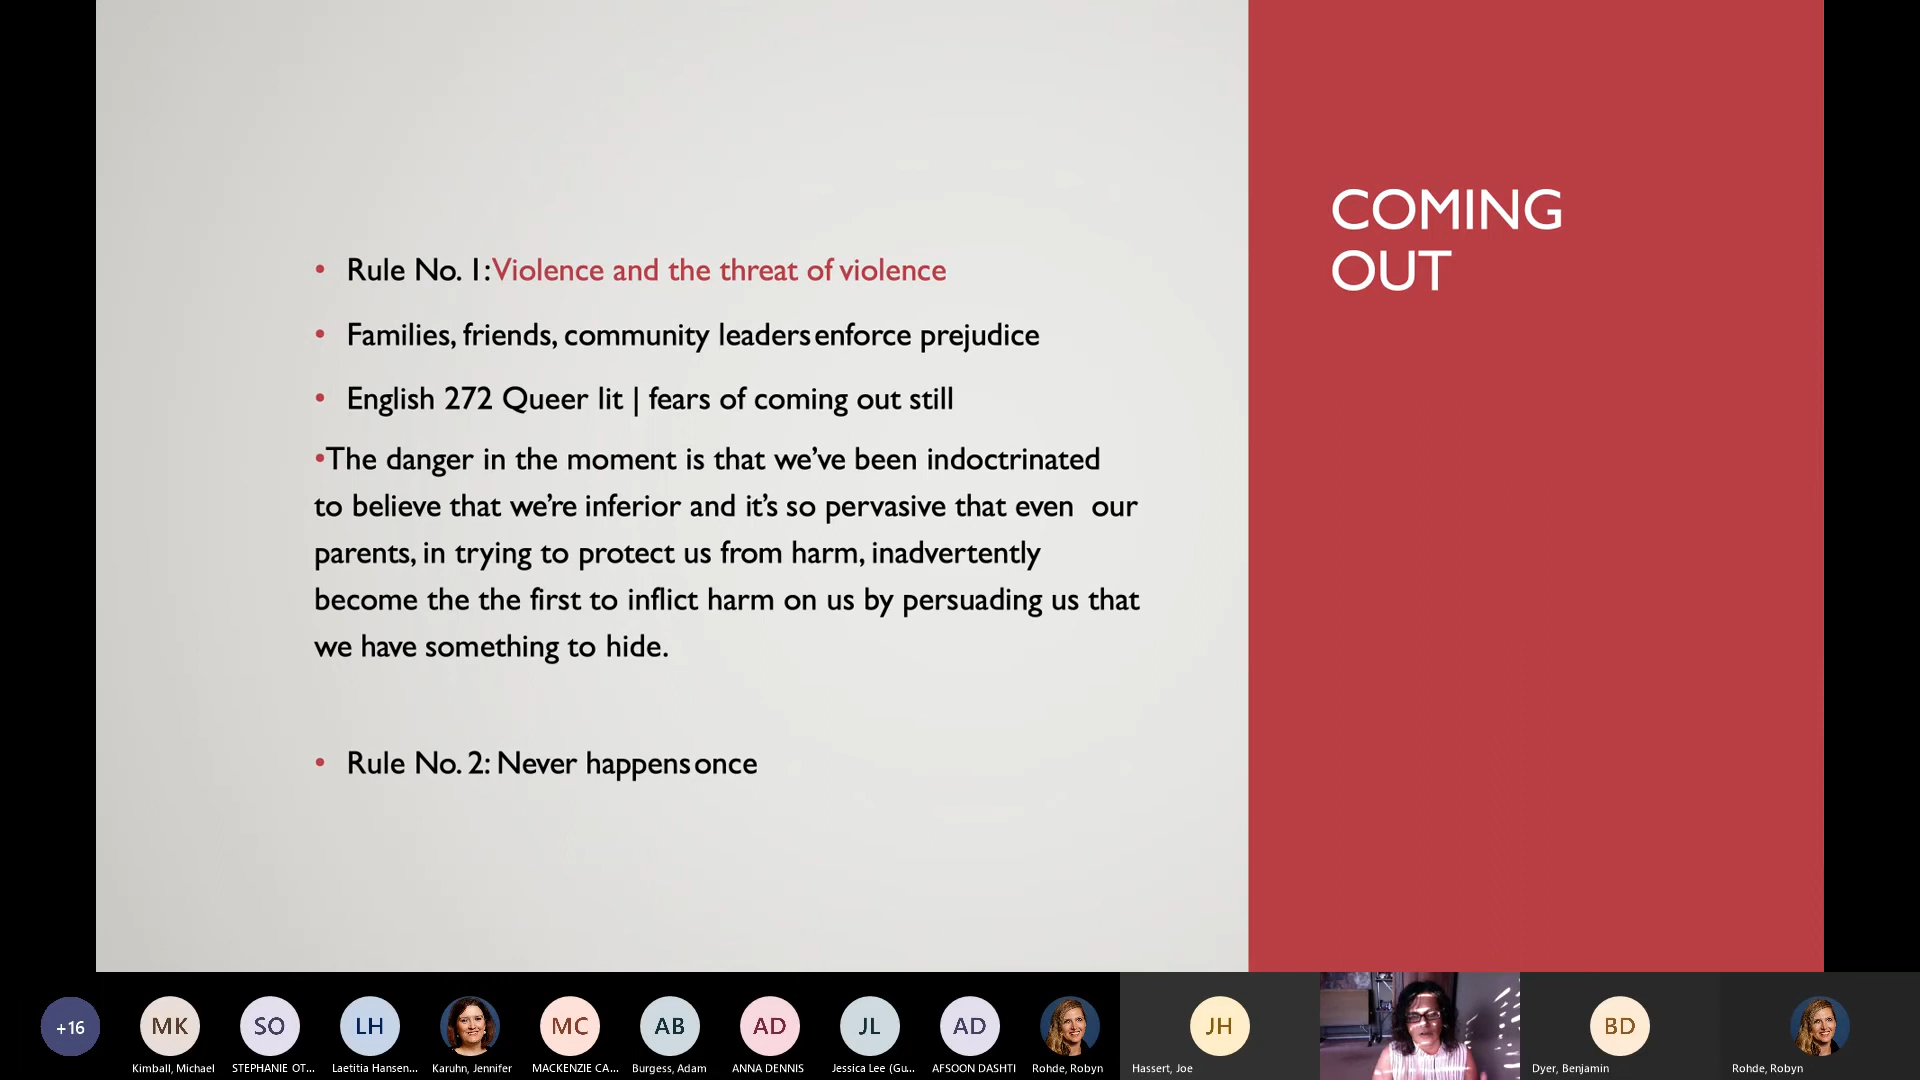 COMING
OUT
• Rule No. 1: Violence and the threat of violence
• Families, friends, community leaders enforce prejudice
• English 272 Queer lit | fears of coming out still
•The danger in the moment is that we’ve been indoctrinated
to believe that we’re inferior and it’s so pervasive that even our
parents, in trying to protect us from harm, inadvertently
become the the first to inflict harm on us by persuading us that
we have something to hide.
• Rule No. 2: Never happens once
+16
MK
SO
LH
MC
AB
AD
JL
AD
JH
BD
Kimball, Michael
STEPHANIE OT...
Laetitia Hansen...
Karuhn, Jennifer
MACKENZIE CA...
Burgess, Adam
ANNA DENNIS
Jessica Lee (Gu...
AFSOON DASHTI
Rohde, Robyn
Hassert, Joe
Dyer, Benjamin
Rohde, Robyn